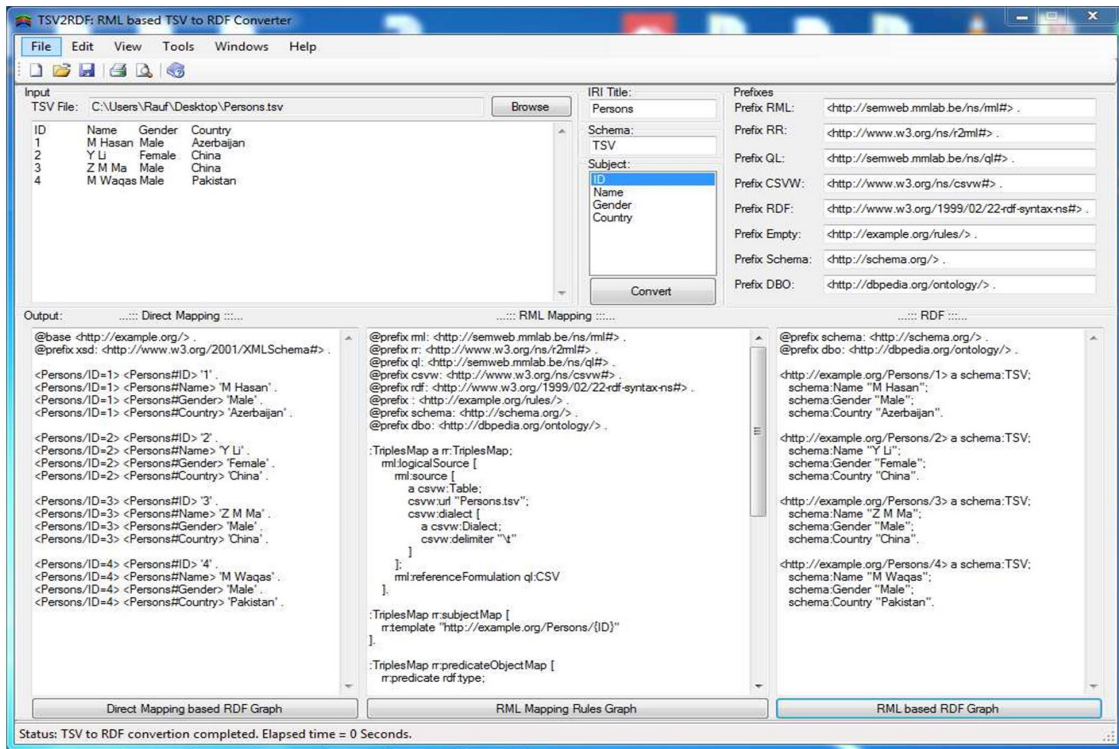 TSV2RDF: RML based TSV to RDF Converter
File Edit View Tools Windows Help
Input
TSV File: C:\Users\Rauf\Desktop\Persons.tsv Browse
ID Name Gender Country
1 M Hasan Male Azerbaijan
2 Y Li Female China
3 Z M Ma Male China
4 M Waqas Male Pakistan
IRI Title:
Persons
Schema:
TSV
Subject:
ID
Name
Gender
Country
Convert
Prefixes
Prefix RML: <http://semweb.mmlab.be/ns/rml#> .
Prefix RR: <http://www.w3.org/ns/r2rml#> .
Prefix QL: <http://semweb.mmlab.be/ns/ql#> .
Prefix CSVW: <http://www.w3.org/ns/csvw#> .
Prefix RDF: <http://www.w3.org/1999/02/22-rdf-syntax-ns#> .
Prefix Empty: <http://example.org/rules/> .
Prefix Schema: <http://schema.org/> .
Prefix DBO: <http://dbpedia.org/ontology/> .
Output: ...::: Direct Mapping :::...
@base <http://example.org/> .
@prefix xsd: <http://www.w3.org/2001/XMLSchema#> .
<Persons/ID=1> <Persons#ID> '1' .
<Persons/ID=1> <Persons#Name> 'M Hasan' .
<Persons/ID=1> <Persons#Gender> 'Male' .
<Persons/ID=1> <Persons#Country> 'Azerbaijan' .
<Persons/ID=2> <Persons#ID> '2' .
<Persons/ID=2> <Persons#Name> 'Y Li' .
<Persons/ID=2> <Persons#Gender> 'Female' .
<Persons/ID=2> <Persons#Country> 'China' .
<Persons/ID=3> <Persons#ID> '3' .
<Persons/ID=3> <Persons#Name> 'Z M Ma' .
<Persons/ID=3> <Persons#Gender> 'Male' .
<Persons/ID=3> <Persons#Country> 'China' .
<Persons/ID=4> <Persons#ID> '4' .
<Persons/ID=4> <Persons#Name> 'M Waqas' .
<Persons/ID=4> <Persons#Gender> 'Male' .
<Persons/ID=4> <Persons#Country> 'Pakistan' .
Direct Mapping based RDF Graph
...::: RML Mapping :::...
@prefix rml: <http://semweb.mmlab.be/ns/rml#> .
@prefix rr: <http://www.w3.org/ns/r2rml#> .
@prefix ql: <http://semweb.mmlab.be/ns/ql#> .
@prefix csvw: <http://www.w3.org/ns/csvw#> .
@prefix rdf: <http://www.w3.org/1999/02/22-rdf-syntax-ns#> .
@prefix : <http://example.org/rules/> .
@prefix schema: <http://schema.org/> .
@prefix dbo: <http://dbpedia.org/ontology/> .
:TriplesMap a rr:TriplesMap;
rml:logicalSource [
rml:source [
a csvw:Table;
csvw:url "Persons.tsv";
csvw:dialect [
a csvw:Dialect;
csvw:delimiter "\t"
]
];
rml:referenceFormulation ql:CSV
].
:TriplesMap rr:subjectMap [
rr:template "http://example.org/Persons/{ID}"
].
:TriplesMap rr:predicateObjectMap [
rr:predicate rdf:type;
RML Mapping Rules Graph
...::: RDF :::...
@prefix schema: <http://schema.org/> .
@prefix dbo: <http://dbpedia.org/ontology/> .
<http://example.org/Persons/1> a schema:TSV;
schema:Name "M Hasan";
schema:Gender "Male";
schema:Country "Azerbaijan".
<http://example.org/Persons/2> a schema:TSV;
schema:Name "Y Li";
schema:Gender "Female";
schema:Country "China".
<http://example.org/Persons/3> a schema:TSV;
schema:Name "Z M Ma";
schema:Gender "Male";
schema:Country "China".
<http://example.org/Persons/4> a schema:TSV;
schema:Name "M Waqas";
schema:Gender "Male";
schema:Country "Pakistan".
RML based RDF Graph
Status: TSV to RDF convertion completed. Elapsed time = 0 Seconds.